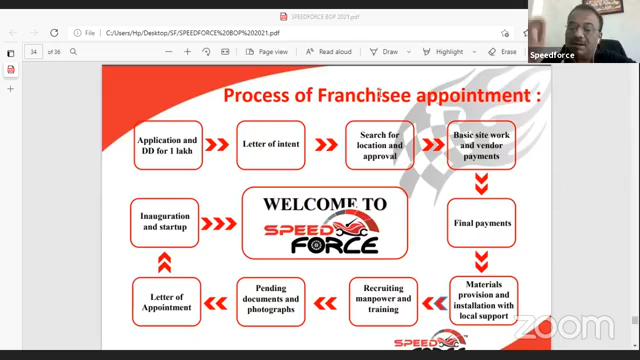 SPEEDFORCE BOP 2021.pdf
C:/Users/Hp/Desktop/SF/SPEEDFORCE%20BOP%202021.pdf
34 of 36
Page view
Read aloud
Draw
Highlight
Erase
Speedforce
Process of Franchisee appointment :
Application and
DD for 1 lakh
Letter of intent
Search for
location and
approval
Basic site work
and vendor
payments
Inauguration
and startup
WELCOME TO
SPEED
FORCE
Final payments
Letter of
Appointment
Pending
documents and
photographs
Recruiting
manpower and
training
Materials
provision and
installation with
local support
SPEED
zoom